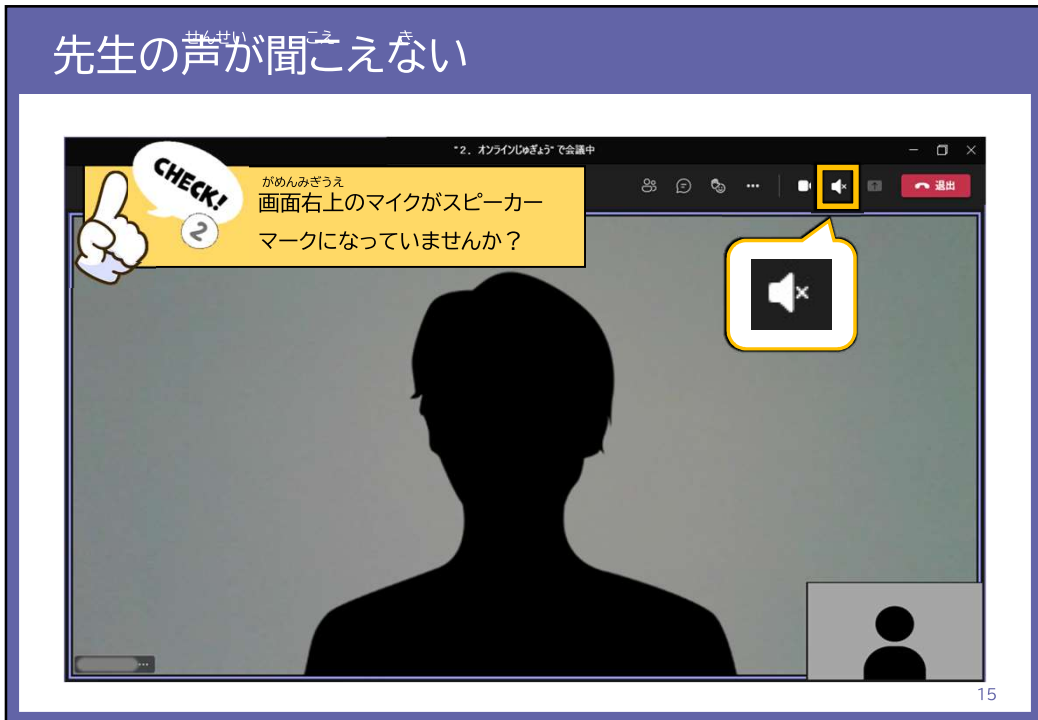 せんせい こえ き
先生の声が聞こえない
"2．オンラインじゅぎょう"で会議中
CHECK!
2
がめんみぎうえ
画面右上のマイクがスピーカー
マークになっていませんか？
退出
15